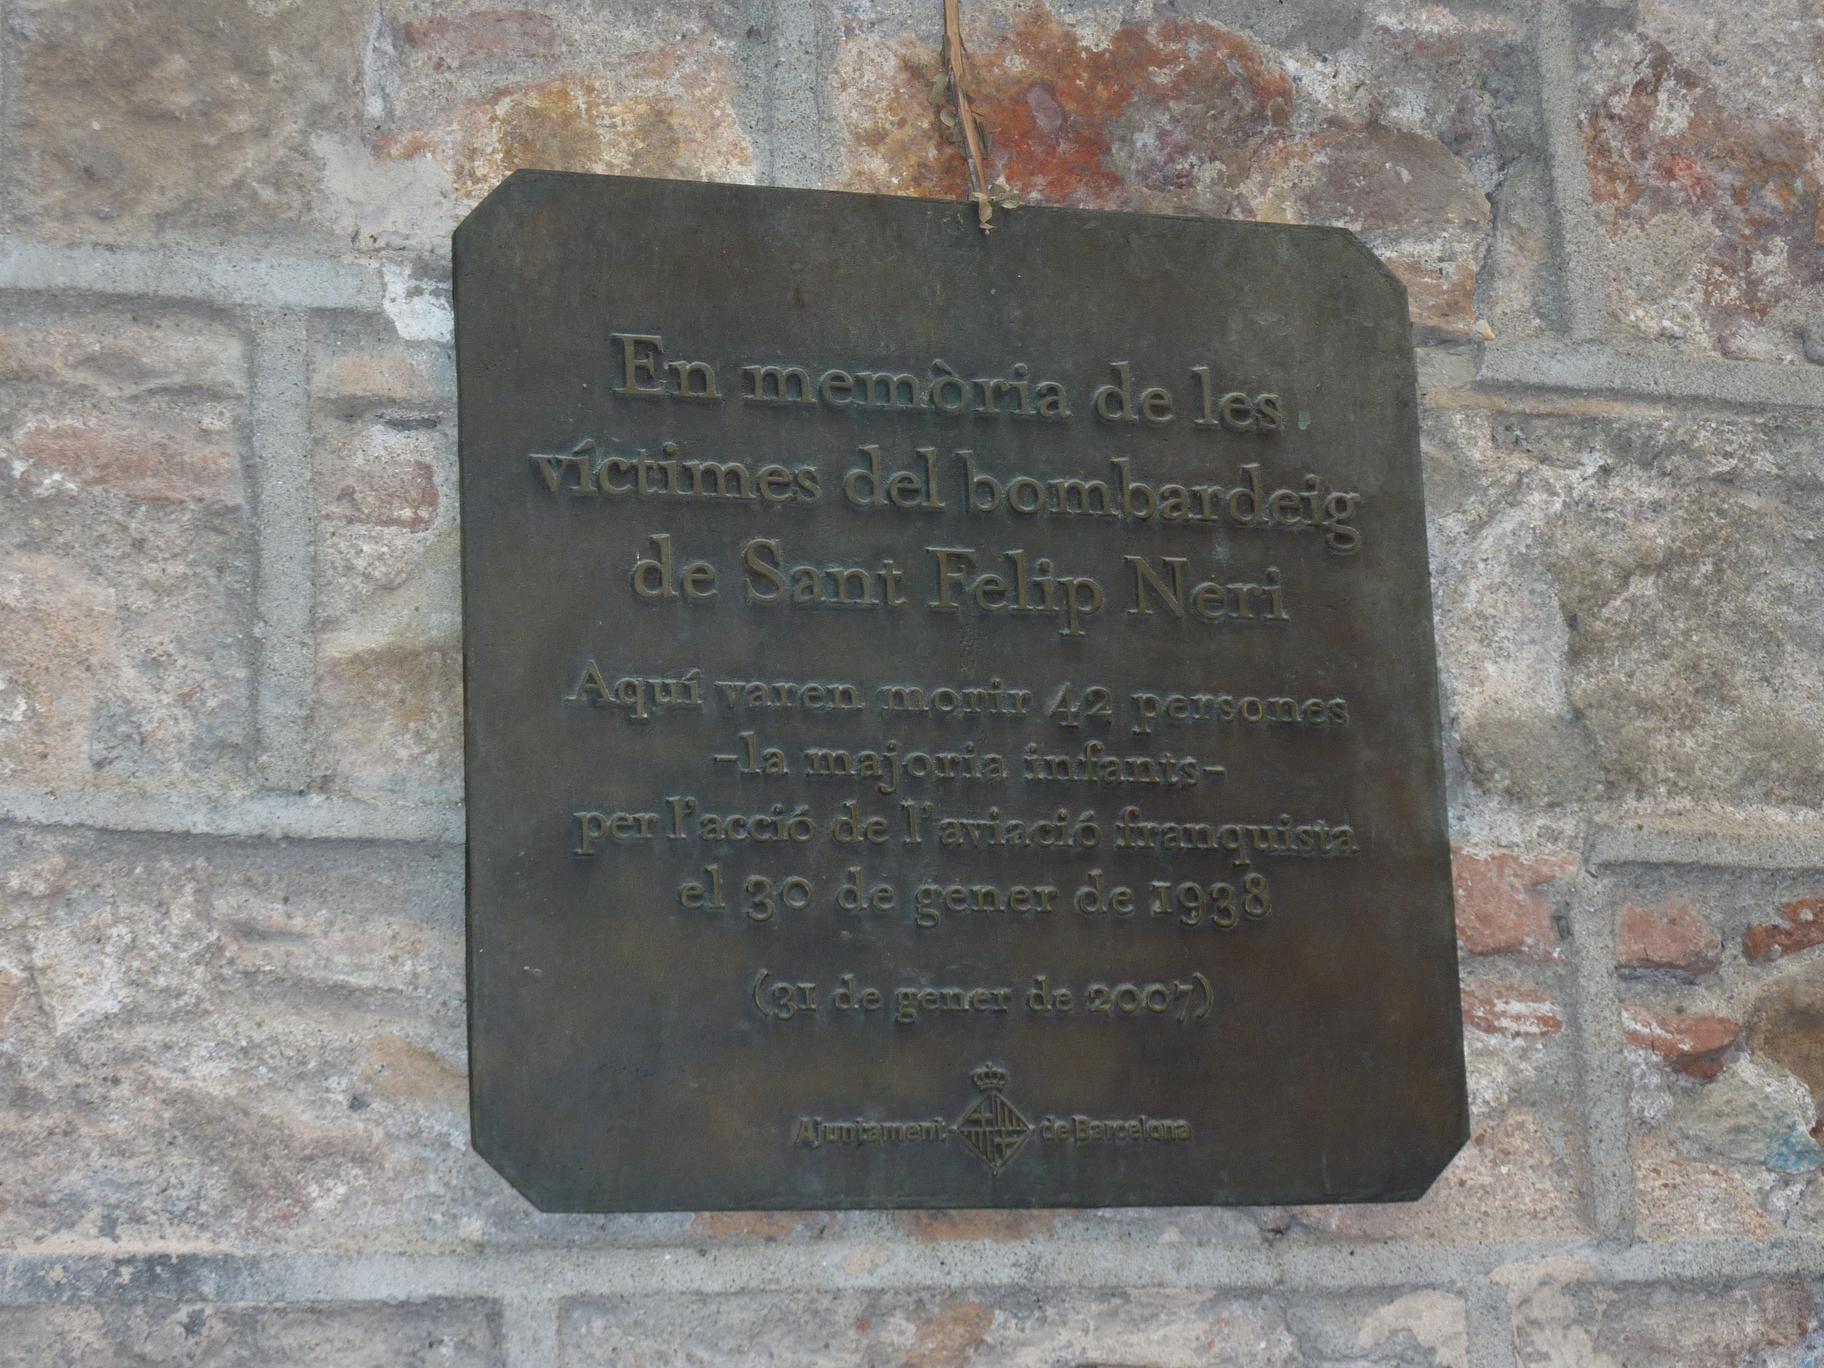 En memòria de les
víctimes del bombardeig
de Sant Felip Neri
Aquí varen morir 42 persones
-la majoria infants-
per l'acció de l'aviació franquista
el 30 de gener de 1938
(31 de gener de 2007)
Ajuntament de Barcelona